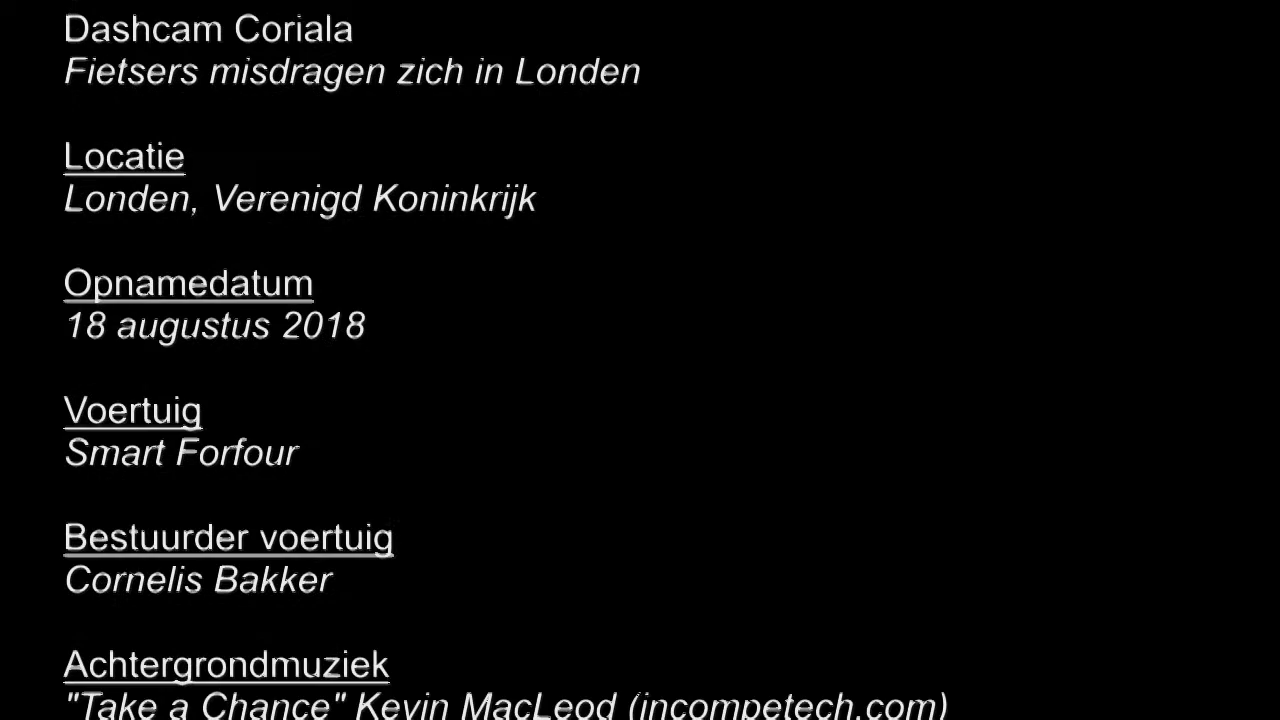 Dashcam Coriala
Fietsers misdragen zich in Londen
Locatie
Londen, Verenigd Koninkrijk
Opnamedatum
18 augustus 2018
Voertuig
Smart Forfour
Bestuurder voertuig
Cornelis Bakker
Achtergrondmuziek
"Take a Chance" Kevin MacLeod (incompetech.com)